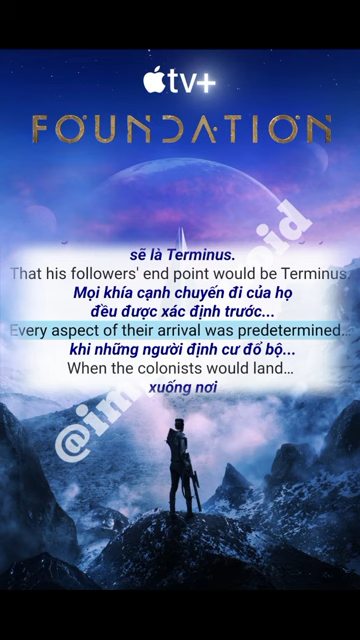 tv+
FOUNDATION
sẽ là Terminus.
That his followers' end point would be Terminus.
Mọi khía cạnh chuyến đi của họ
đều được xác định trước...
Every aspect of their arrival was predetermined...
khi những người định cư đổ bộ...
When the colonists would land…
xuống nơi